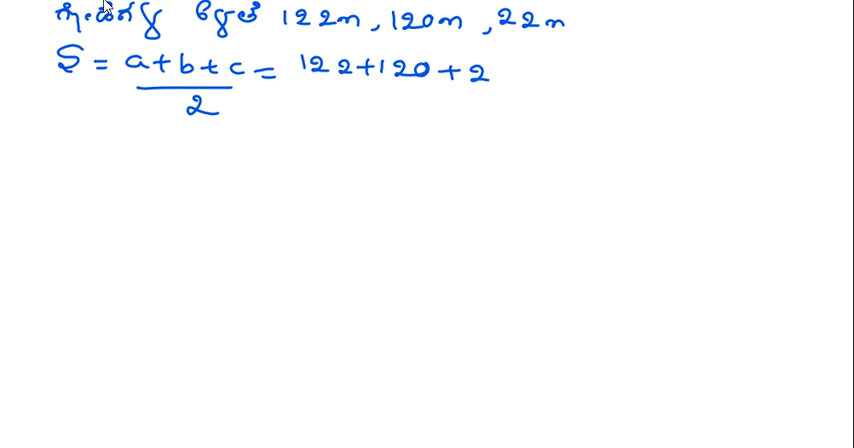 122m, 120m, 22m
S = a+b+c/2 = 122+120+2